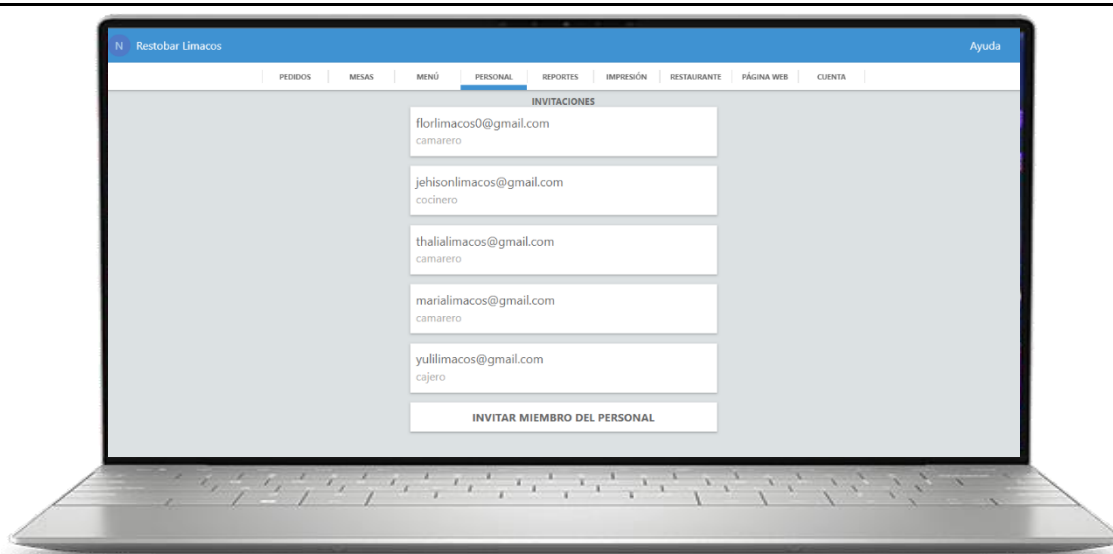 N Restobar Limacos Ayuda
PEDIDOS MESAS MENÚ PERSONAL REPORTES IMPRESIÓN RESTAURANTE PÁGINA WEB CUENTA
INVITACIONES
florlimacos0@gmail.com
camarero
jehisonlimacos@gmail.com
cocinero
thalialimacos@gmail.com
camarero
marialimacos@gmail.com
camarero
yulilimacos@gmail.com
cajero
INVITAR MIEMBRO DEL PERSONAL